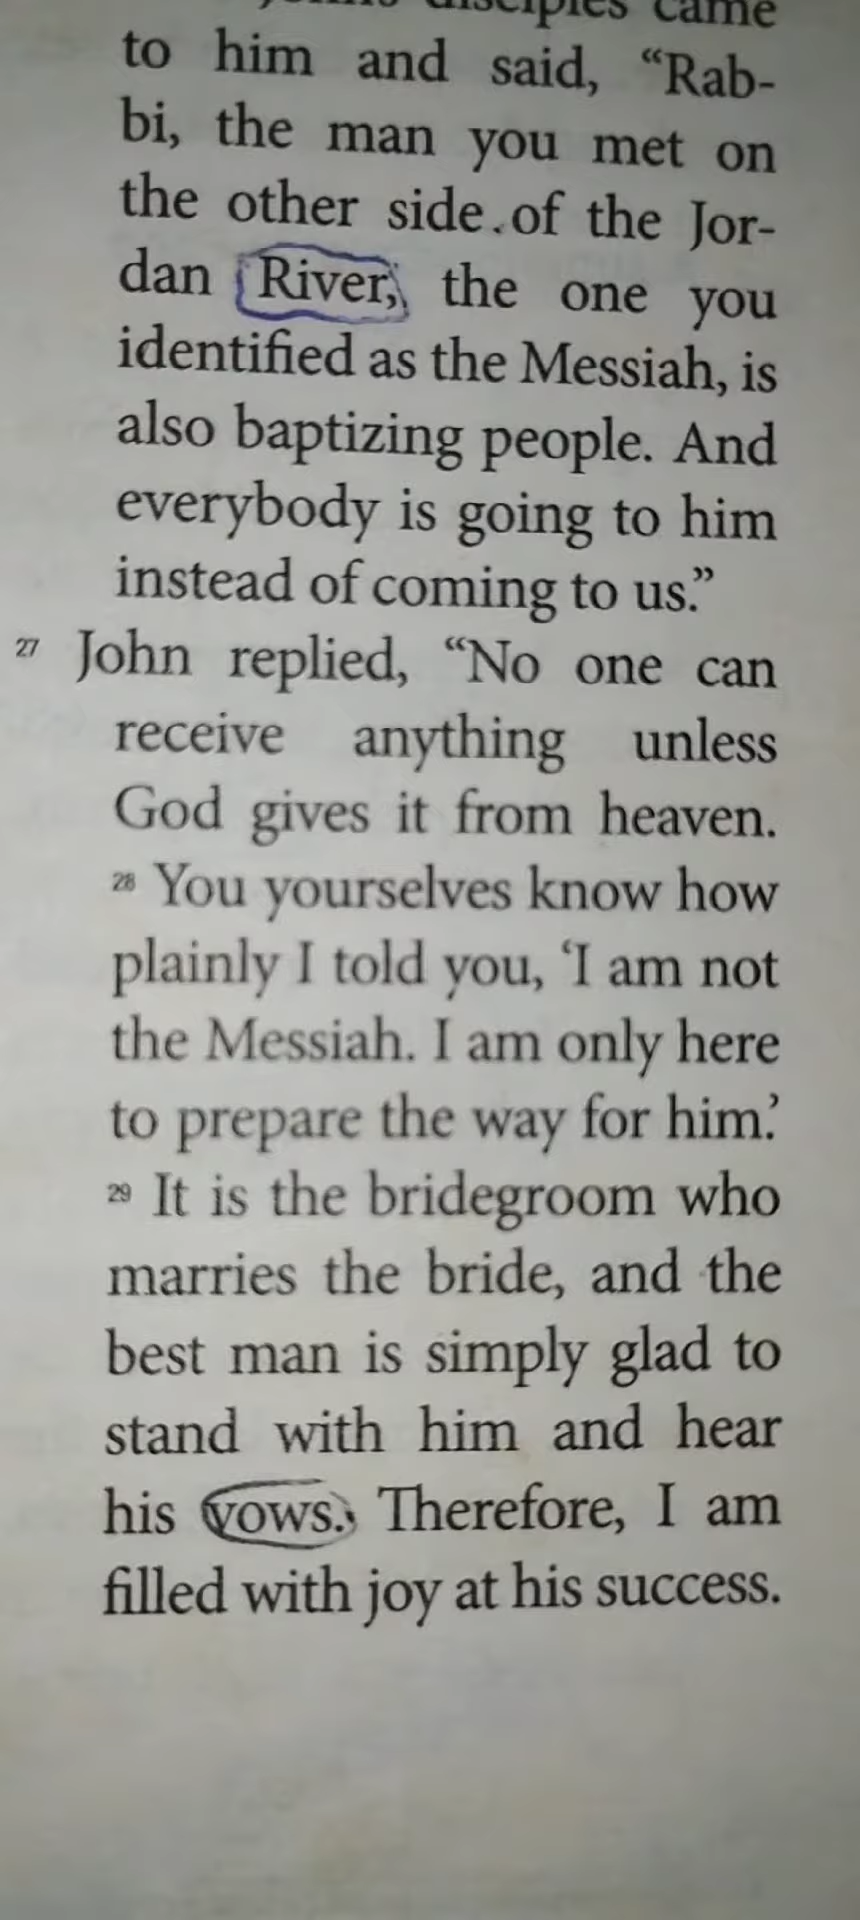 John's disciples came
to him and said, “Rab-
bi, the man you met on
the other side of the Jor-
dan River, the one you
identified as the Messiah, is
also baptizing people. And
everybody is going to him
instead of coming to us.”
27 John replied, “No one can
receive anything unless
God gives it from heaven.
28 You yourselves know how
plainly I told you, ‘I am not
the Messiah. I am only here
to prepare the way for him.’
29 It is the bridegroom who
marries the bride, and the
best man is simply glad to
stand with him and hear
his vows. Therefore, I am
filled with joy at his success.